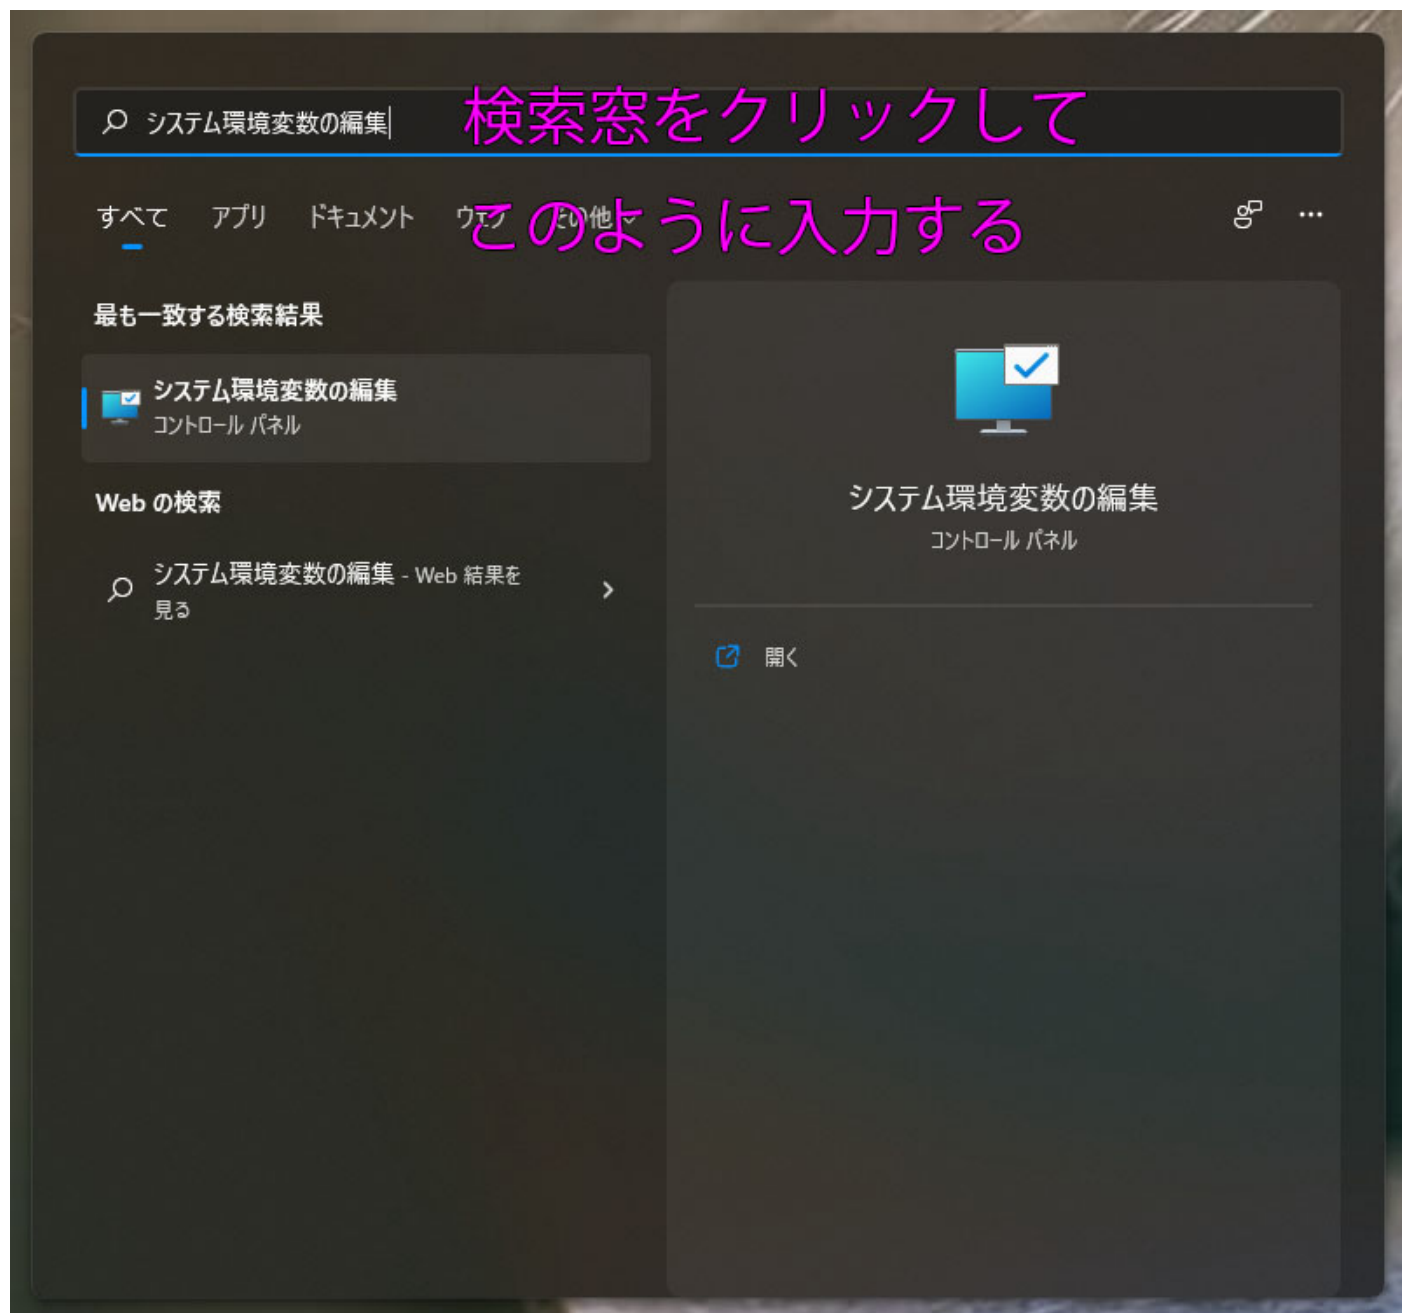 システム環境変数の編集
検索窓をクリックして
このように入力する
すべて アプリ ドキュメント ウェブ その他
最も一致する検索結果
システム環境変数の編集
コントロール パネル
Web の検索
システム環境変数の編集 - Web 結果を
見る
システム環境変数の編集
コントロール パネル
開く